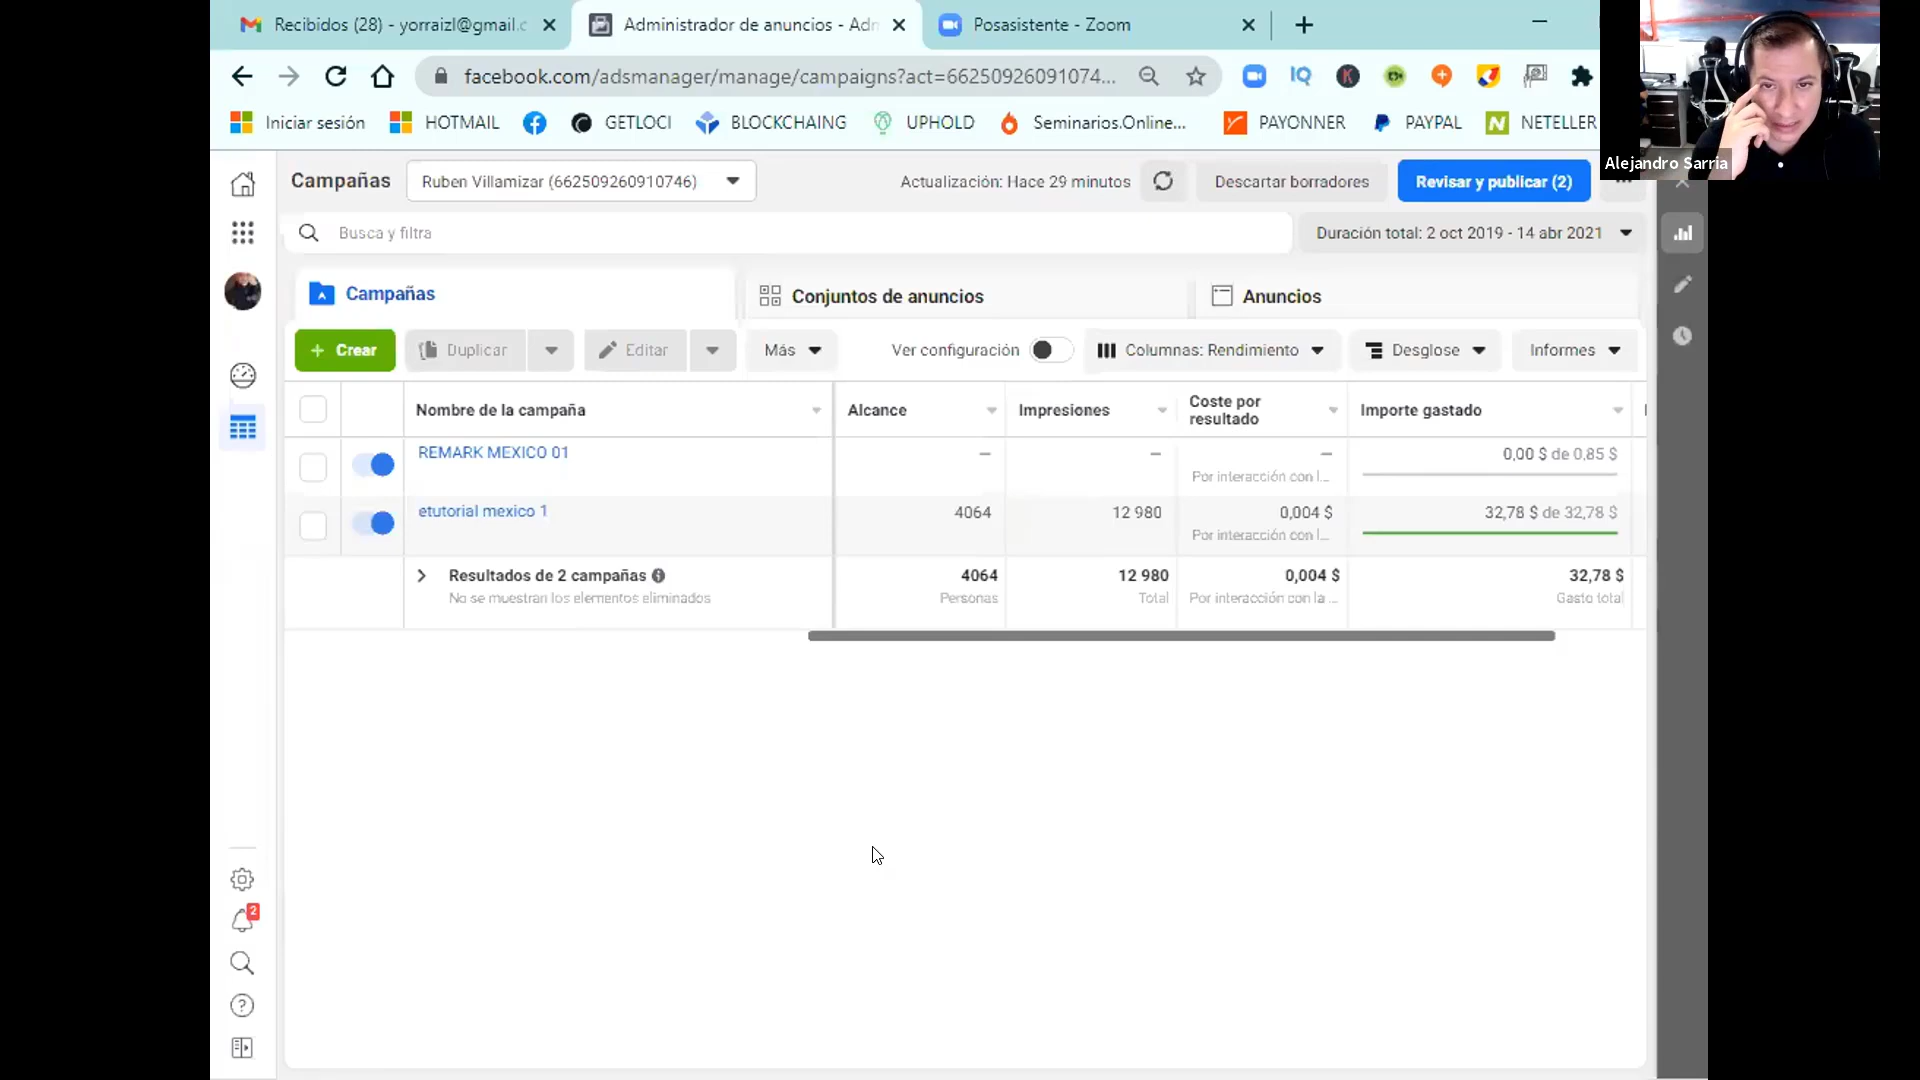 Recibidos (28) - yorraizl@gmail.c
Administrador de anuncios - Adn
Posasistente - Zoom
facebook.com/adsmanager/manage/campaigns?act=66250926091074...
Iniciar sesión
HOTMAIL
GETLOCI
BLOCKCHAING
UPHOLD
Seminarios.Online...
PAYONNER
PAYPAL
NETELLER
Alejandro Sarria
Campañas
Ruben Villamizar (662509260910746)
Actualización: Hace 29 minutos
Descartar borradores
Revisar y publicar (2)
Busca y filtra
Duración total: 2 oct 2019 - 14 abr 2021
Campañas
Conjuntos de anuncios
Anuncios
+ Crear
Duplicar
Editar
Más
Ver configuración
Columnas: Rendimiento
Desglose
Informes
Nombre de la campaña
Alcance
Impresiones
Coste por
resultado
Importe gastado
REMARK MEXICO 01
—
—
—
Por interacción con l...
0,00 $ de 0,85 $
etutorial mexico 1
4064
12 980
0,004 $
Por interacción con l...
32,78 $ de 32,78 $
Resultados de 2 campañas
No se muestran los elementos eliminados
4064
Personas
12 980
Total
0,004 $
Por interacción con la ...
32,78 $
Gasto total
2